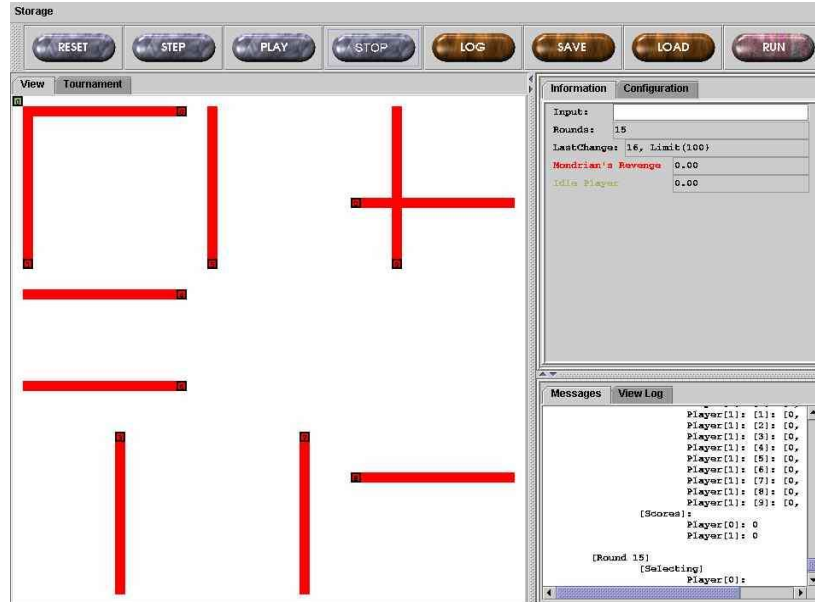 Storage
RESET STEP PLAY STOP LOG SAVE LOAD RUN
View Tournament
Information Configuration
Input:
Rounds: 15
LastChange: 16, Limit(100)
Mondrian's Revenge 0.00
Idle Player 0.00
Messages View Log
Player[1]: [1]: [0,
Player[1]: [2]: [0,
Player[1]: [3]: [0,
Player[1]: [4]: [0,
Player[1]: [5]: [0,
Player[1]: [6]: [0,
Player[1]: [7]: [0,
Player[1]: [8]: [0,
Player[1]: [9]: [0,
[Scores]:
Player[0]: 0
Player[1]: 0
[Round 15]
[Selecting]
Player[0]: